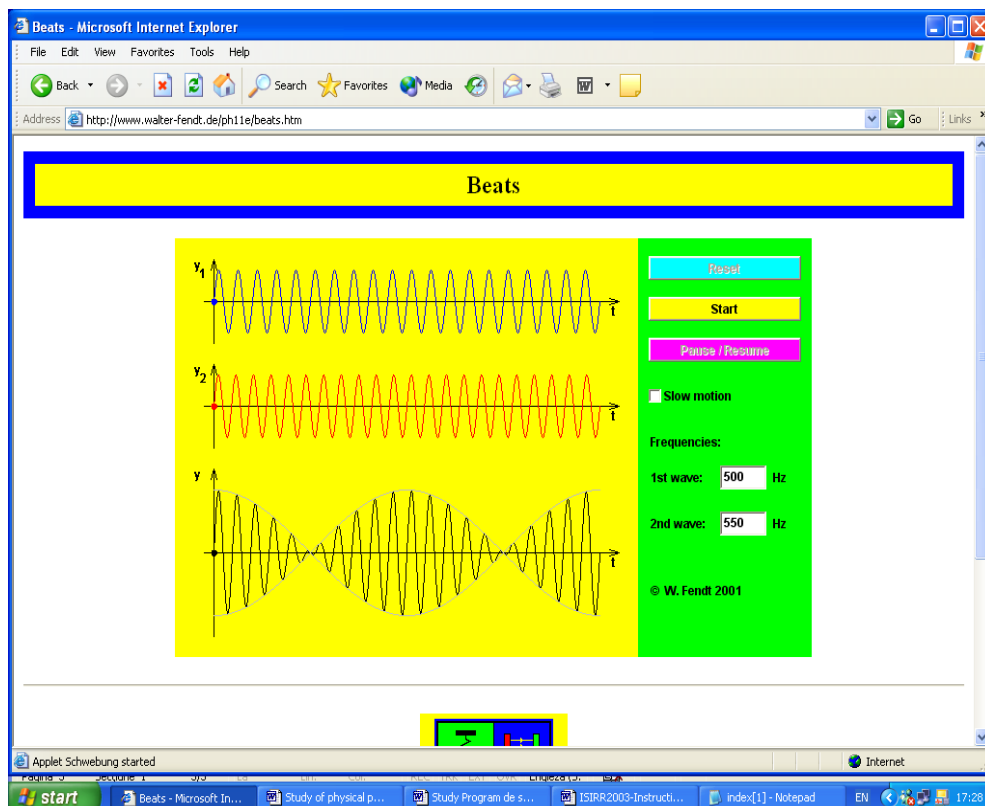 Beats - Microsoft Internet Explorer
File Edit View Favorites Tools Help
Back Search Favorites Media
Address http://www.walter-fendt.de/ph11e/beats.htm Go Links »
Beats
y1
t
y2
t
y
t
Reset
Start
Pause / Resume
Slow motion
Frequencies:
1st wave: 500 Hz
2nd wave: 550 Hz
© W. Fendt 2001
Applet Schwebung started Internet
start Beats - Microsoft In... Study of physical p... Study Program de s... ISIRR2003-Instructi... index[1] - Notepad EN 17:28